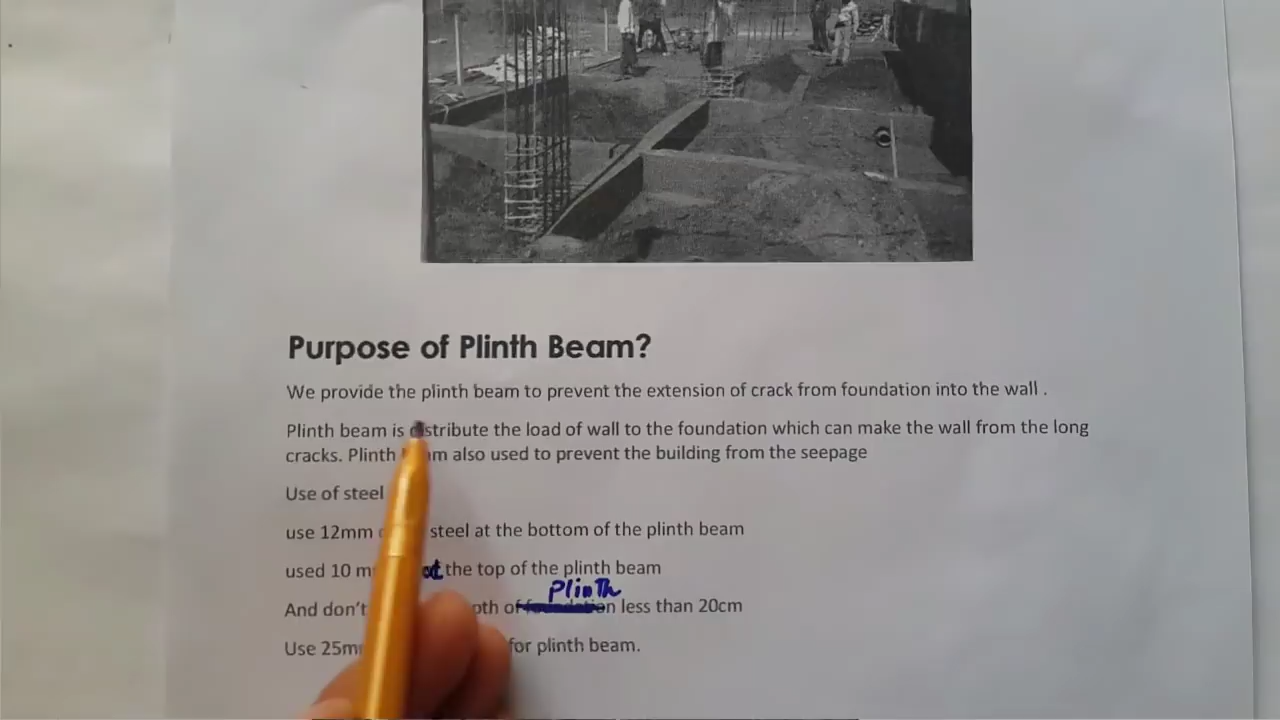 Purpose of Plinth Beam?
We provide the plinth beam to prevent the extension of crack from foundation into the wall .
Plinth beam is distribute the load of wall to the foundation which can make the wall from the long
cracks. Plinth also used to prevent the building from the seepage
Use of steel
use 12mm steel at the bottom of the plinth beam
used 10 at the top of the plinth beam
Plinth
And don't of less than 20cm
Use for plinth beam.